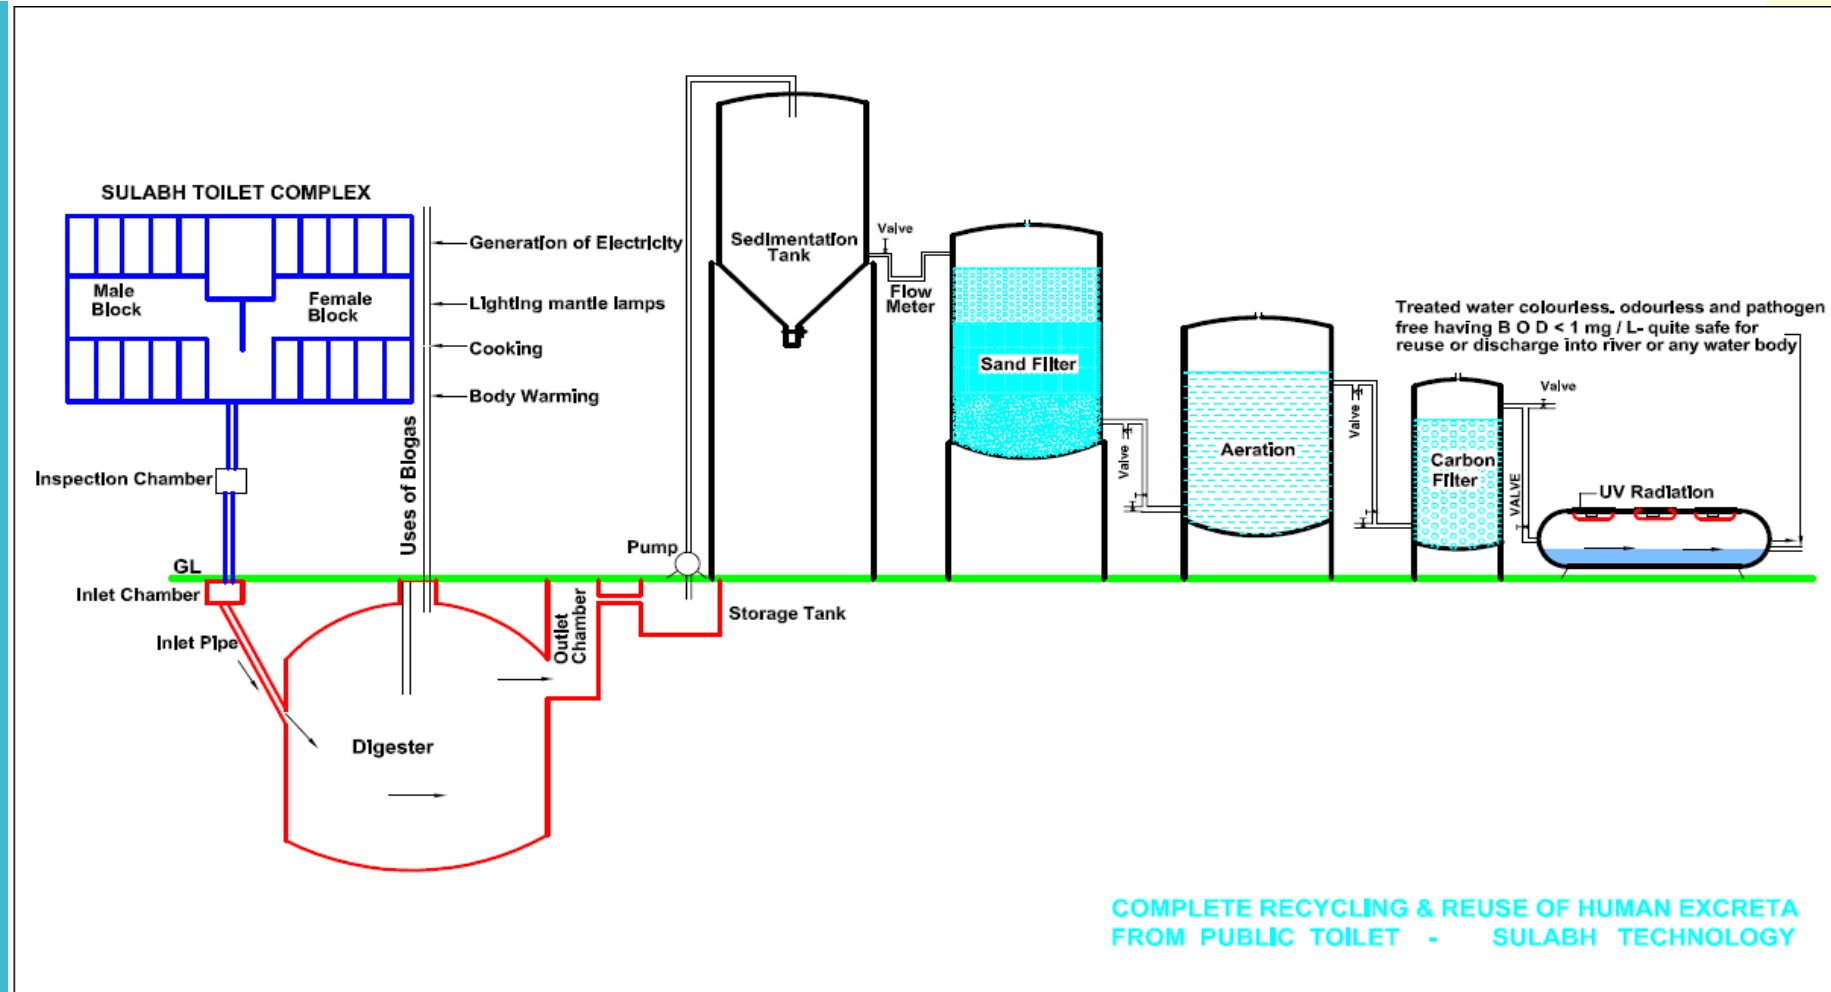 SULABH TOILET COMPLEX
Male
Block
Female
Block
Generation of Electricity
Lighting mantle lamps
Cooking
Body Warming
Uses of Biogas
Inspection Chamber
GL
Inlet Chamber
Inlet Pipe
Digester
Outlet
Chamber
Storage Tank
Pump
Sedimentation
Tank
Valve
Flow
Meter
Sand Filter
Valve
Aeration
Valve
Carbon
Filter
Valve
VALVE
UV Radiation
Treated water colourless. odourless and pathogen
free having B O D < 1 mg / L- quite safe for
reuse or discharge into river or any water body
COMPLETE RECYCLING & REUSE OF HUMAN EXCRETA
FROM PUBLIC TOILET - SULABH TECHNOLOGY